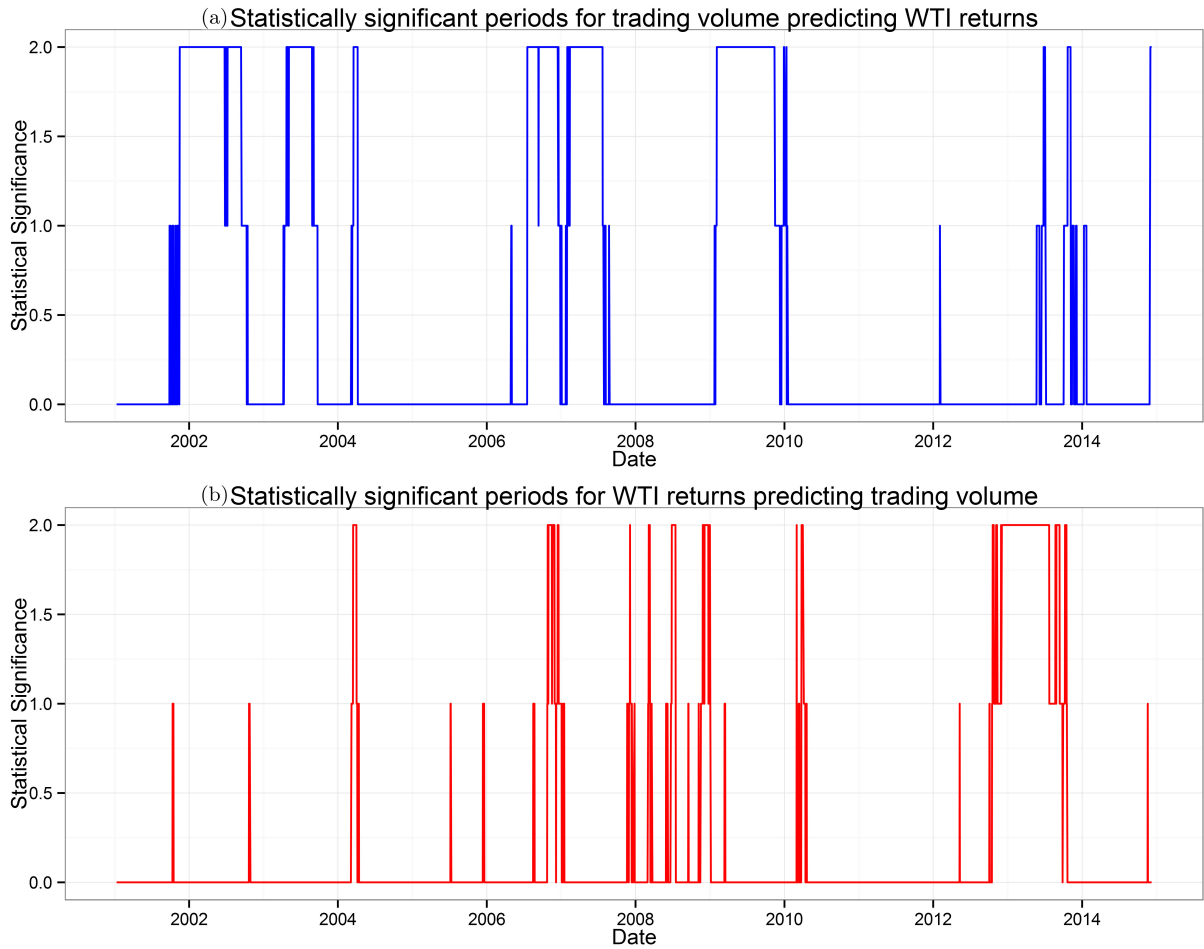 (a) Statistically significant periods for trading volume predicting WTI returns
Statistical Significance
2.0
1.5
1.0
0.5
0.0
2002 2004 2006 2008 2010 2012 2014
Date
(b) Statistically significant periods for WTI returns predicting trading volume
Statistical Significance
2.0
1.5
1.0
0.5
0.0
2002 2004 2006 2008 2010 2012 2014
Date